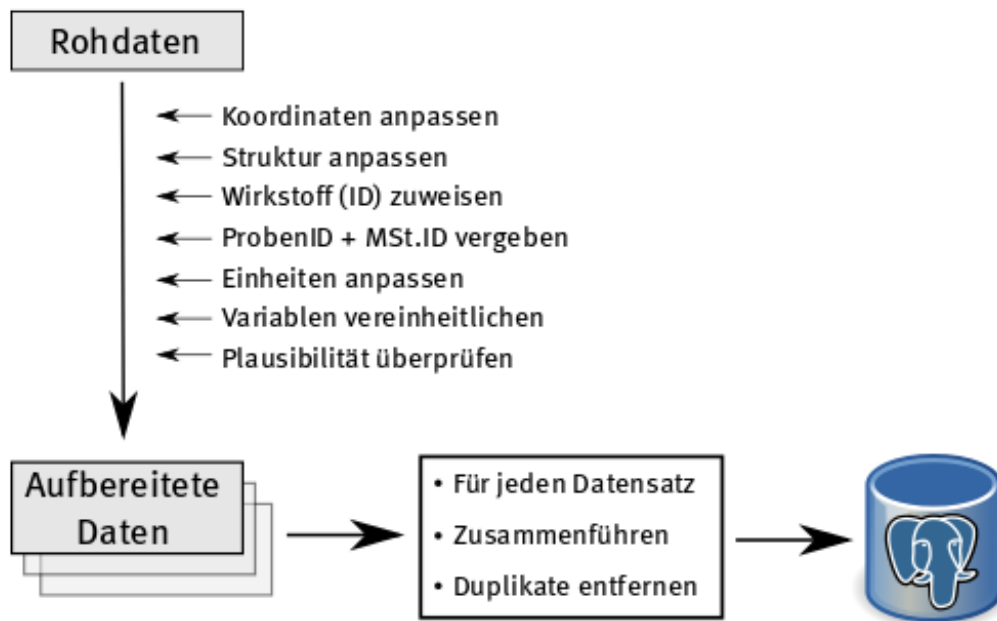 Rohdaten
Koordinaten anpassen
Struktur anpassen
Wirkstoff (ID) zuweisen
ProbenID + MSt.ID vergeben
Einheiten anpassen
Variablen vereinheitlichen
Plausibilität überprüfen
Aufbereitete
Daten
• Für jeden Datensatz
• Zusammenführen
• Duplikate entfernen